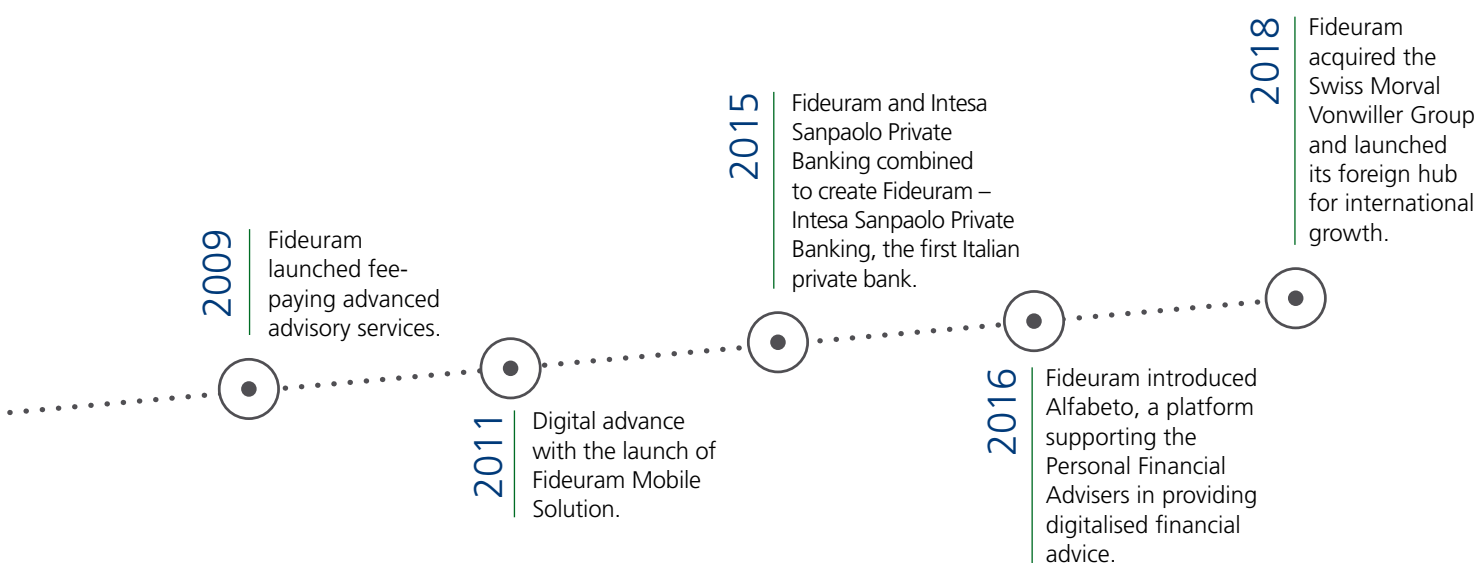 2009
Fideuram
launched fee-
paying advanced
advisory services.
2011
Digital advance
with the launch of
Fideuram Mobile
Solution.
2015
Fideuram and Intesa
Sanpaolo Private
Banking combined
to create Fideuram –
Intesa Sanpaolo Private
Banking, the first Italian
private bank.
2016
Fideuram introduced
Alfabeto, a platform
supporting the
Personal Financial
Advisers in providing
digitalised financial
advice.
2018
Fideuram
acquired the
Swiss Morval
Vonwiller Group
and launched
its foreign hub
for international
growth.